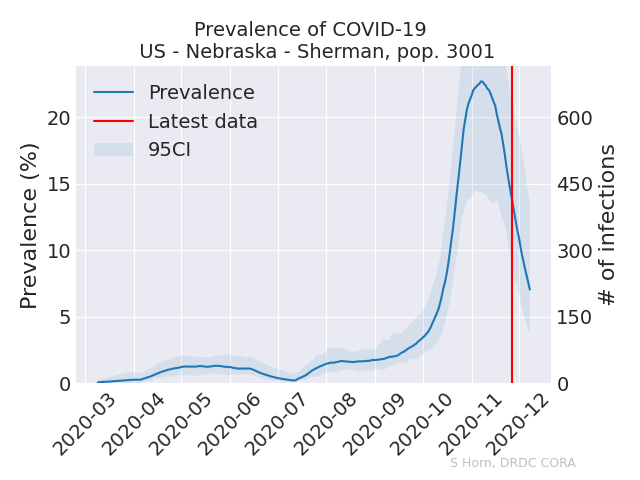 Prevalence of COVID-19
US - Nebraska - Sherman, pop. 3001
Prevalence
Latest data
95CI
Prevalence (%)
20
15
10
5
0
# of infections
600
450
300
150
0
2020-03
2020-04
2020-05
2020-06
2020-07
2020-08
2020-09
2020-10
2020-11
2020-12
S Horn, DRDC CORA